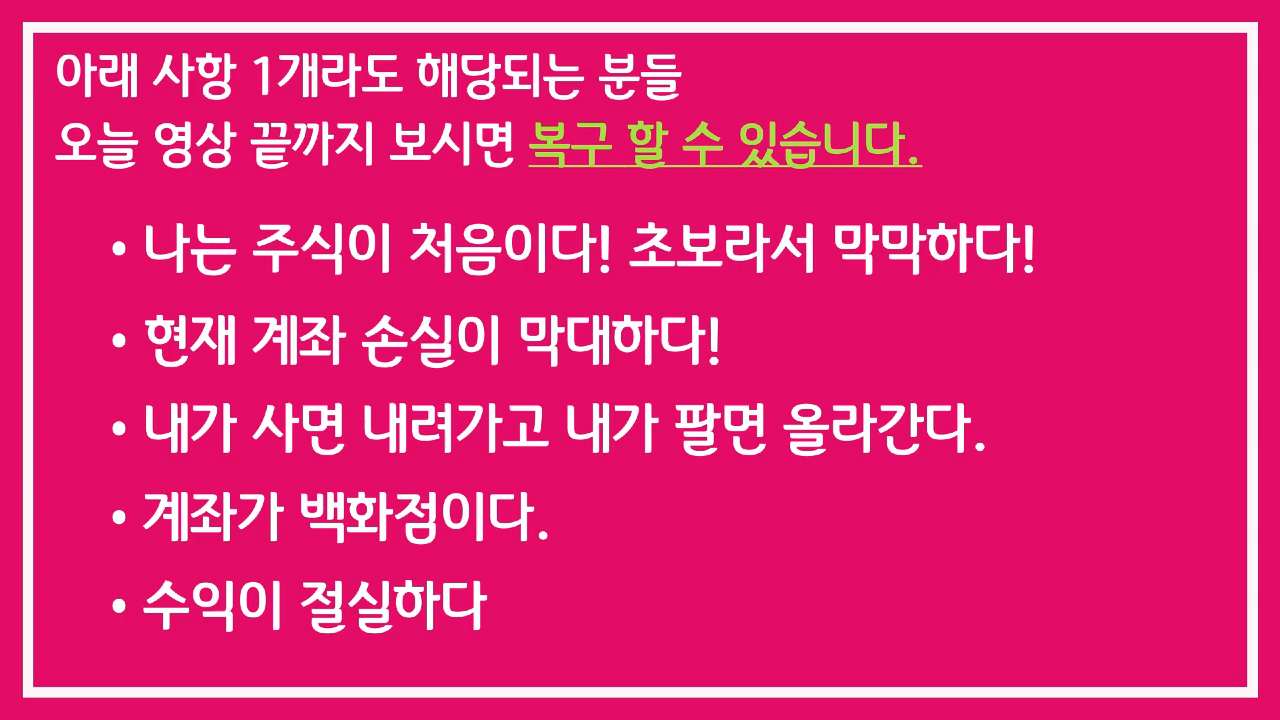 아래 사항 1개라도 해당되는 분들
오늘 영상 끝까지 보시면 복구 할 수 있습니다.
• 나는 주식이 처음이다! 초보라서 막막하다!
• 현재 계좌 손실이 막대하다!
• 내가 사면 내려가고 내가 팔면 올라간다.
• 계좌가 백화점이다.
• 수익이 절실하다